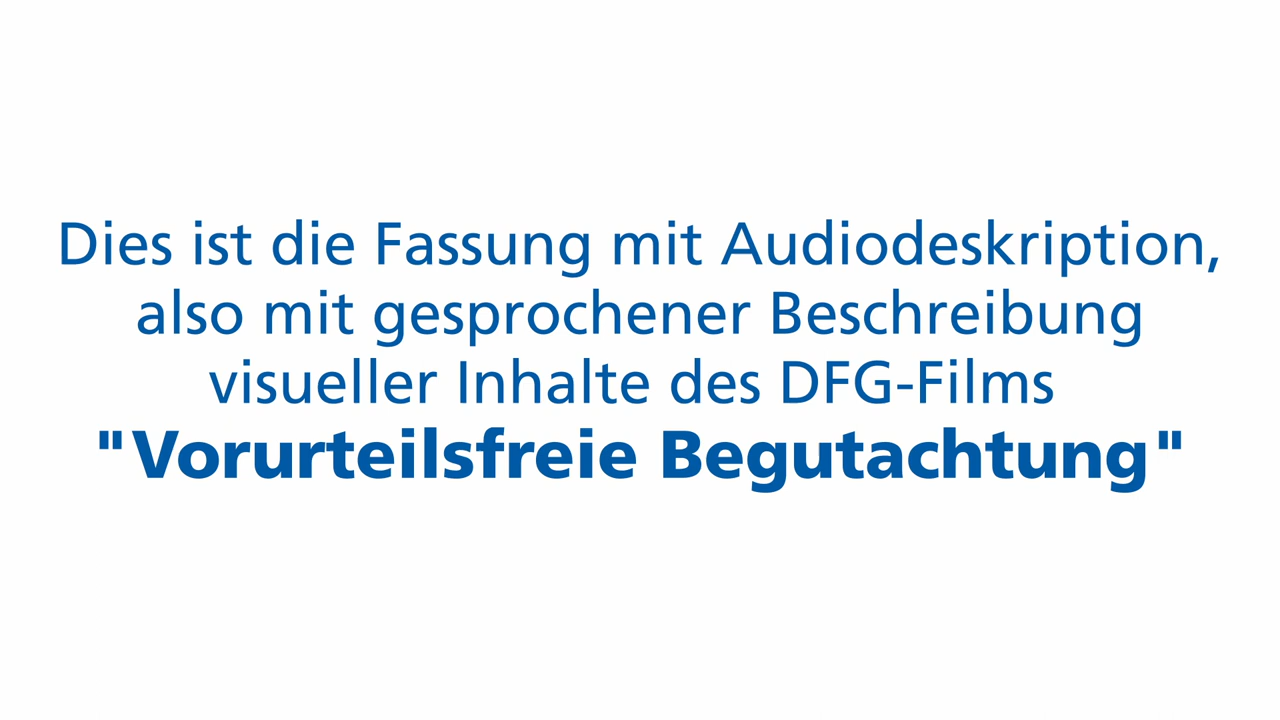 Dies ist die Fassung mit Audiodeskription,
also mit gesprochener Beschreibung
visueller Inhalte des DFG-Films
"Vorurteilsfreie Begutachtung"